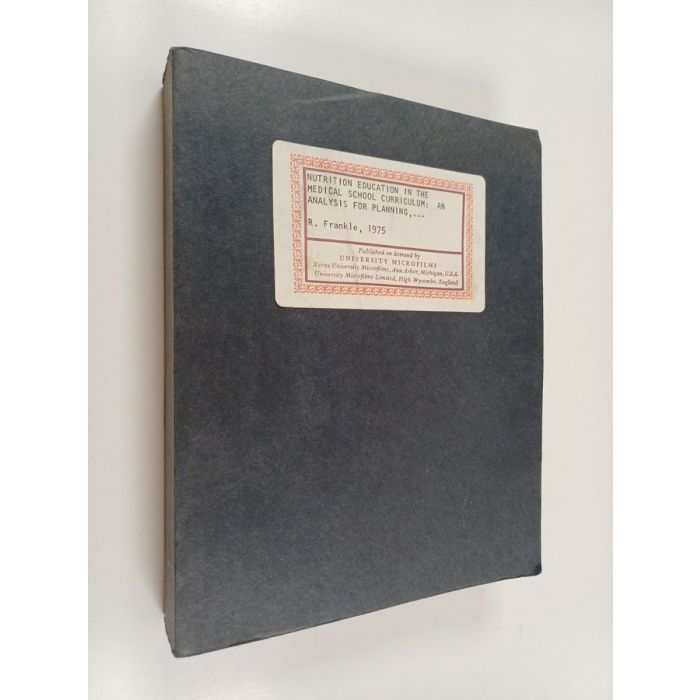 NUTRITION EDUCATION IN THE
MEDICAL SCHOOL CURRICULUM: AN
ANALYSIS FOR PLANNING,...
R. Frankle, 1975
Published on demand by
UNIVERSITY MICROFILMS
Xerox University Microfilms, Ann Arbor, Michigan, U.S.A.
University Microfilms Limited, High Wycombe, England